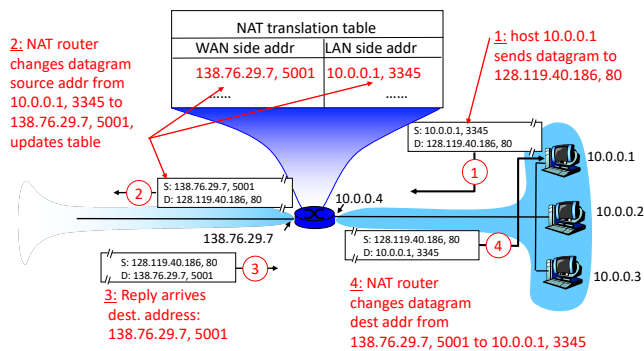 NAT translation table
WAN side addr LAN side addr
138.76.29.7, 5001 10.0.0.1, 3345
…… ……
2: NAT router
changes datagram
source addr from
10.0.0.1, 3345 to
138.76.29.7, 5001,
updates table
1: host 10.0.0.1
sends datagram to
128.119.40.186, 80
S: 10.0.0.1, 3345
D: 128.119.40.186, 80
1
10.0.0.1
S: 138.76.29.7, 5001
D: 128.119.40.186, 80
2
10.0.0.4
10.0.0.2
138.76.29.7
S: 128.119.40.186, 80
D: 10.0.0.1, 3345
4
S: 128.119.40.186, 80
D: 138.76.29.7, 5001
3
10.0.0.3
3: Reply arrives
dest. address:
138.76.29.7, 5001
4: NAT router
changes datagram
dest addr from
138.76.29.7, 5001 to 10.0.0.1, 3345